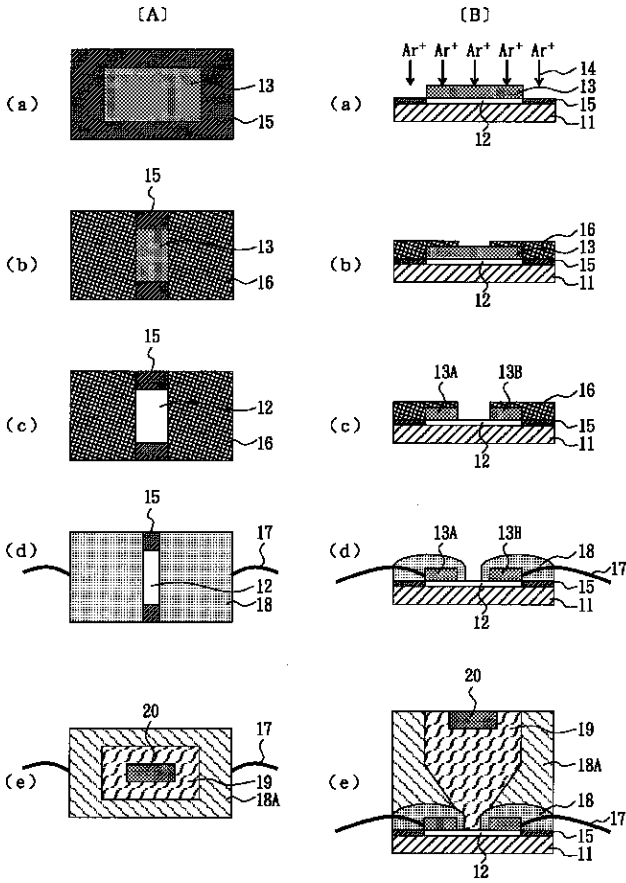 [A] [B]
Ar+ Ar+ Ar+ Ar+ Ar+
14
(a) 13 (a) 13
15 15
11
12
15
16
(b) 13 (b) 13
15
16 11
12
15
13A 13B 16
(c) 12 (c) 15
16 11
12
15 13A 13B
(d) 17 (d) 18
12 15 17
18 11
12
20
19
20 17
18A
(e) 19 (e) 18
18A 17
15
11
12